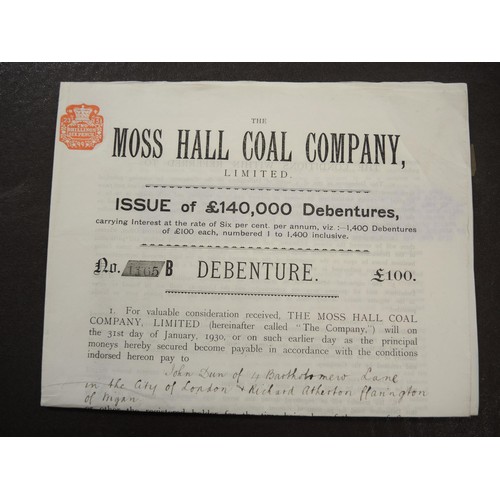 THE
MOSS HALL COAL COMPANY,
LIMITED.
ISSUE of £140,000 Debentures,
carrying Interest at the rate of Six per cent. per annum, viz :—1,400 Debentures
of £100 each, numbered 1 to 1,400 inclusive.
No. 1165 B DEBENTURE. £100.
1. For valuable consideration received, THE MOSS HALL COAL
COMPANY, LIMITED (hereinafter called "The Company,") will on
the 31st day of January, 1930, or on such earlier day as the principal
moneys hereby secured become payable in accordance with the conditions
indorsed hereon pay to
John Dun of 4 Bartholomew Lane
in the City of London & Richard Atherton
of Wigan